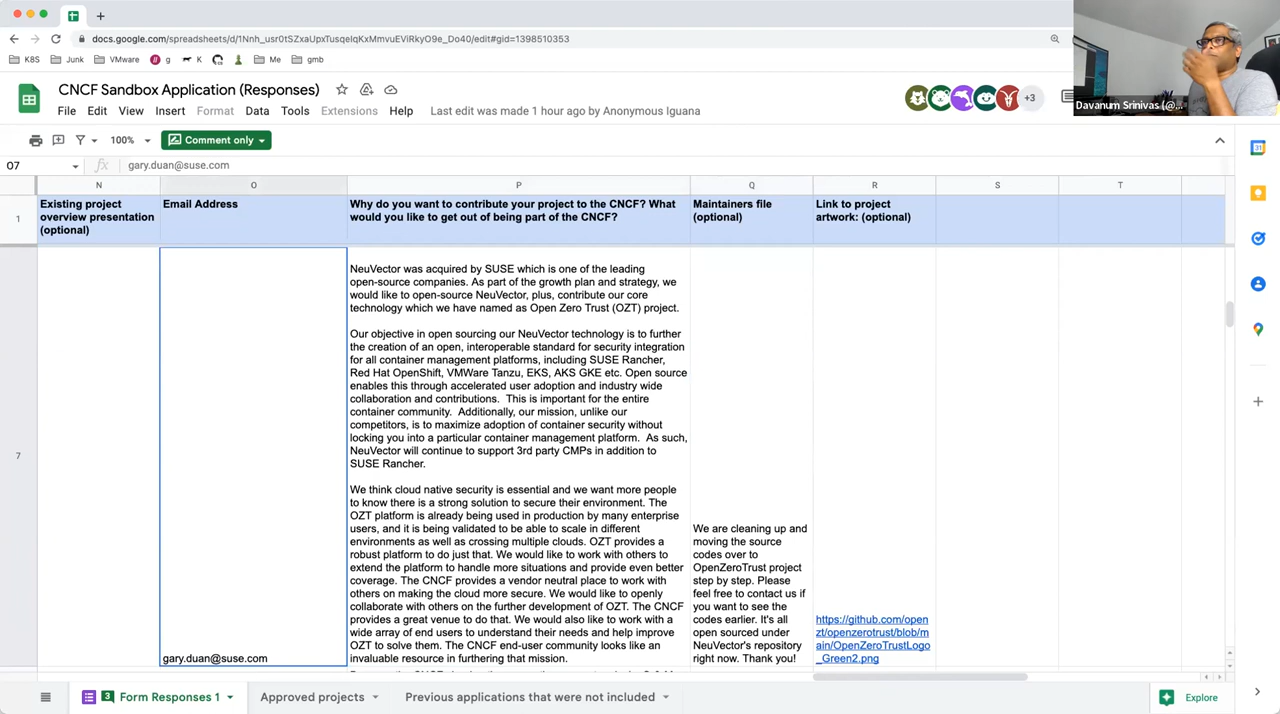 docs.google.com/spreadsheets/d/1Nnh_usr0tSZxaUpxTusqeIqKxMmvuEViRkyO9e_Do40/edit#gid=1398510353
K8S
Junk
VMware
g
K
Me
gmb
Davanum Srinivas (@...
CNCF Sandbox Application (Responses)
File Edit View Insert Format Data Tools Extensions Help Last edit was made 1 hour ago by Anonymous Iguana
+3
100%
Comment only
O7
fx
gary.duan@suse.com
31
N O P Q R S T
1
Existing project
overview presentation
(optional)
Email Address
Why do you want to contribute your project to the CNCF? What
would you like to get out of being part of the CNCF?
Maintainers file
(optional)
Link to project
artwork: (optional)
7
gary.duan@suse.com
NeuVector was acquired by SUSE which is one of the leading
open-source companies. As part of the growth plan and strategy, we
would like to open-source NeuVector, plus, contribute our core
technology which we have named as Open Zero Trust (OZT) project.
Our objective in open sourcing our NeuVector technology is to further
the creation of an open, interoperable standard for security integration
for all container management platforms, including SUSE Rancher,
Red Hat OpenShift, VMWare Tanzu, EKS, AKS GKE etc. Open source
enables this through accelerated user adoption and industry wide
collaboration and contributions.  This is important for the entire
container community.  Additionally, our mission, unlike our
competitors, is to maximize adoption of container security without
locking you into a particular container management platform.  As such,
NeuVector will continue to support 3rd party CMPs in addition to
SUSE Rancher.
We think cloud native security is essential and we want more people
to know there is a strong solution to secure their environment. The
OZT platform is already being used in production by many enterprise
users, and it is being validated to be able to scale in different
environments as well as crossing multiple clouds. OZT provides a
robust platform to do just that. We would like to work with others to
extend the platform to handle more situations and provide even better
coverage. The CNCF provides a vendor neutral place to work with
others on making the cloud more secure. We would like to openly
collaborate with others on the further development of OZT. The CNCF
provides a great venue to do that. We would also like to work with a
wide array of end users to understand their needs and help improve
OZT to solve them. The CNCF end-user community looks like an
invaluable resource in furthering that mission.
We are cleaning up and
moving the source
codes over to
OpenZeroTrust project
step by step. Please
feel free to contact us if
you want to see the
codes earlier. It's all
open sourced under
NeuVector's repository
right now. Thank you!
https://github.com/open
zt/openzerotrust/blob/m
ain/OpenZeroTrustLogo
_Green2.png
3 Form Responses 1
Approved projects
Previous applications that were not included
Explore